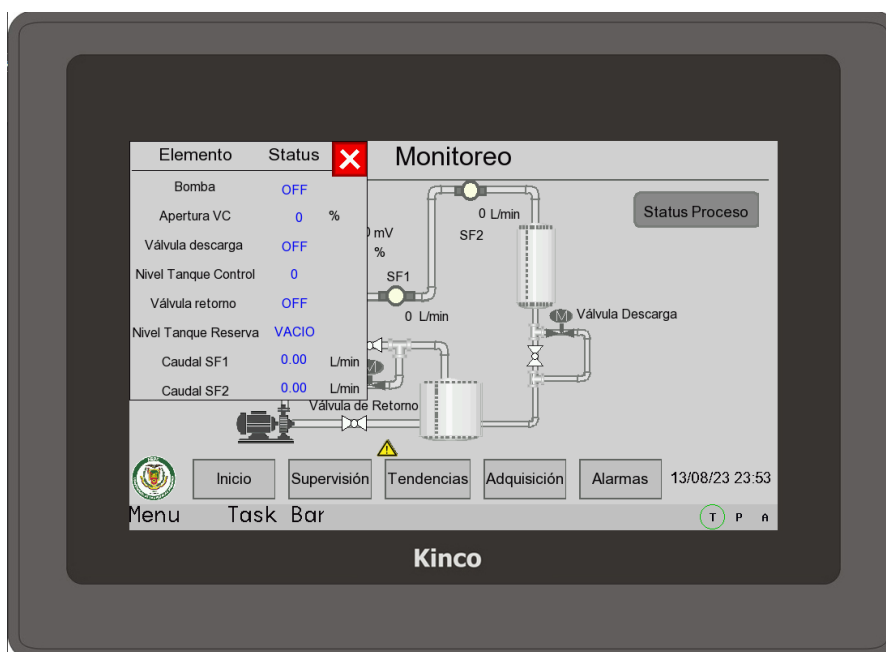 Elemento Status
Monitoreo
Bomba OFF
Apertura VC 0 %
Válvula descarga OFF
Nivel Tanque Control 0
Válvula retorno OFF
Nivel Tanque Reserva VACIO
Caudal SF1 0.00 L/min
Caudal SF2 0.00 L/min
Status Proceso
0 L/min
SF2
mV
%
SF1
0 L/min
M Válvula Descarga
M
Válvula de Retorno
Inicio Supervisión Tendencias Adquisición Alarmas 13/08/23 23:53
Menu Task Bar T P A
Kinco